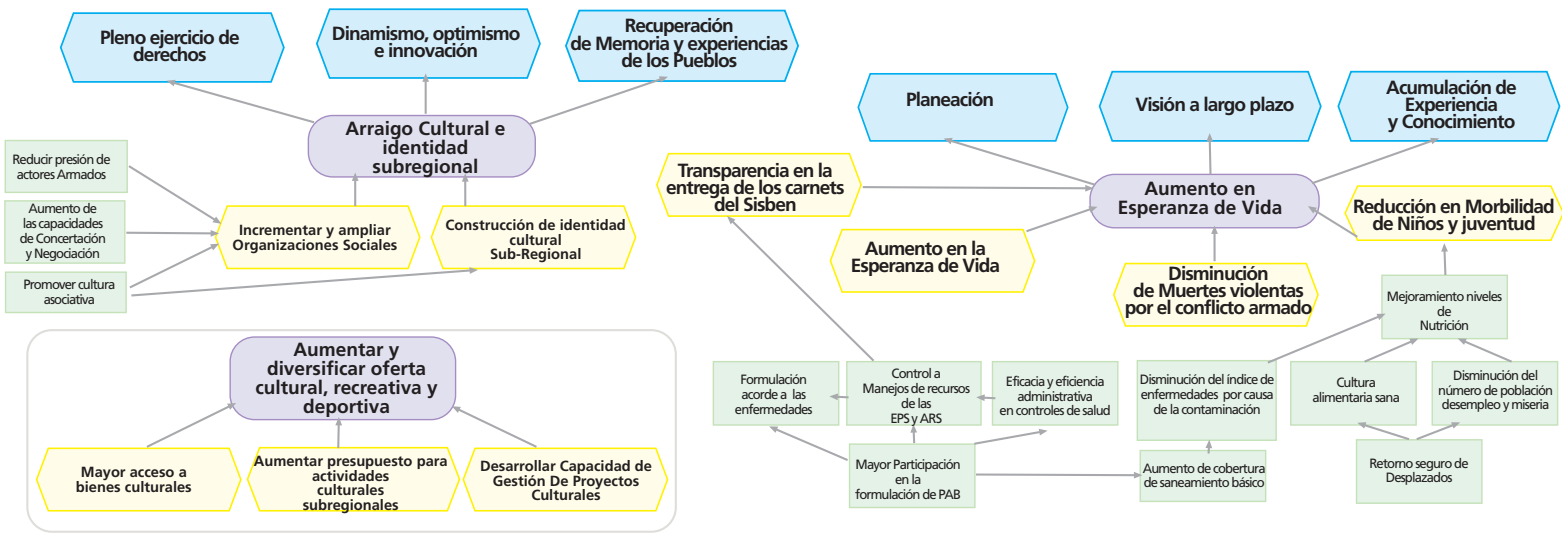 Pleno ejercicio de
derechos
Dinamismo, optimismo
e innovación
Recuperación
de Memoria y experiencias
de los Pueblos
Arraigo Cultural e
identidad
subregional
Reducir presión de
actores Armados
Aumento de
las capacidades
de Concertación
y Negociación
Promover cultura
asociativa
Incrementar y ampliar
Organizaciones Sociales
Construcción de identidad
cultural
Sub-Regional
Aumentar y
diversificar oferta
cultural, recreativa y
deportiva
Mayor acceso a
bienes culturales
Aumentar presupuesto para
actividades
culturales
subregionales
Desarrollar Capacidad de
Gestión De Proyectos
Culturales
Planeación
Visión a largo plazo
Acumulación de
Experiencia
y Conocimiento
Transparencia en la
entrega de los carnets
del Sisben
Aumento en
Esperanza de Vida
Reducción en Morbilidad
de Niños y juventud
Aumento en la
Esperanza de Vida
Disminución
de Muertes violentas
por el conflicto armado
Mejoramiento niveles
de
Nutrición
Formulación
acorde a las
enfermedades
Control a
Manejos de recursos
de las
EPS y ARS
Eficacia y eficiencia
administrativa
en controles de salud
Disminución del índice de
enfermedades por causa
de la contaminación
Cultura
alimentaria sana
Disminución del
número de población
desempleo y miseria
Mayor Participación
en la
formulación de PAB
Aumento de cobertura
de saneamiento básico
Retorno seguro de
Desplazados